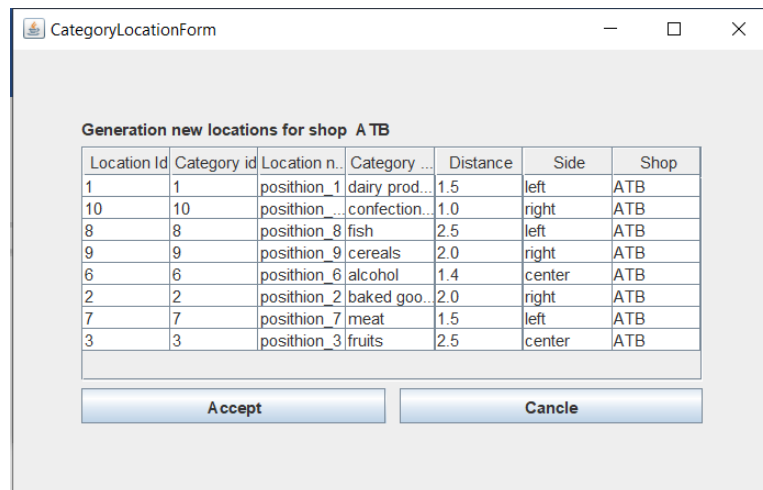 CategoryLocationForm
Generation new locations for shop ATB
Location Id Category id Location n... Category ... Distance Side Shop
1 1 posithion_1 dairy prod... 1.5 left ATB
10 10 posithion_... confection... 1.0 right ATB
8 8 posithion_8 fish 2.5 left ATB
9 9 posithion_9 cereals 2.0 right ATB
6 6 posithion_6 alcohol 1.4 center ATB
2 2 posithion_2 baked goo... 2.0 right ATB
7 7 posithion_7 meat 1.5 left ATB
3 3 posithion_3 fruits 2.5 center ATB
Accept Cancle